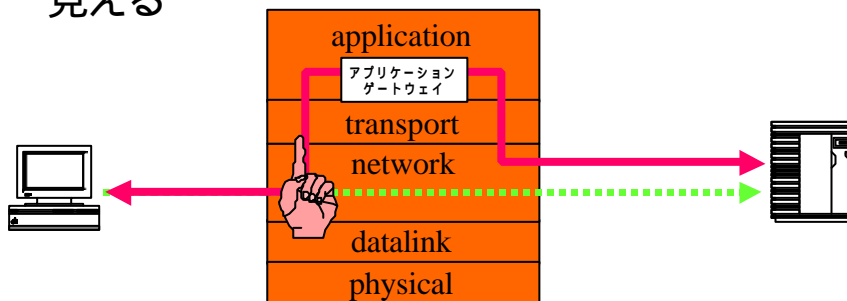 見える
application
アプリケーション
ゲートウェイ
transport
network
datalink
physical